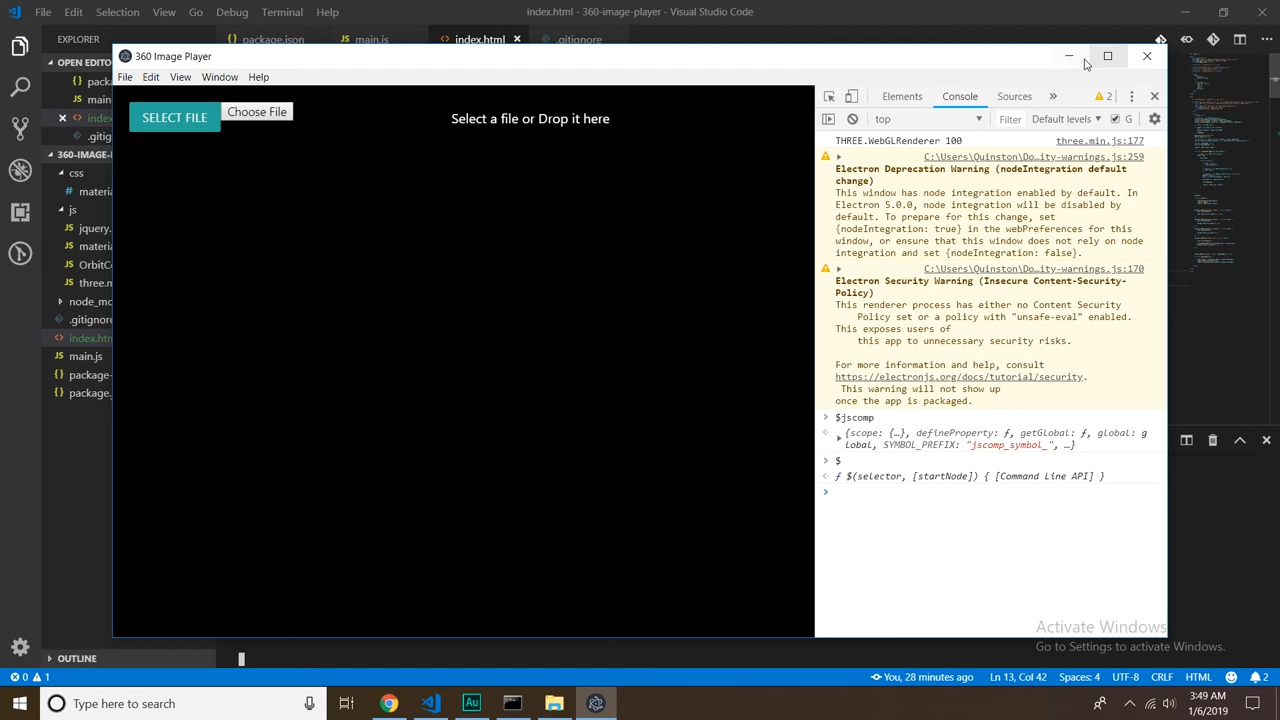 File Edit Selection View Go Debug Terminal Help
index.html - 360-image-player - Visual Studio Code
EXPLORER
package.json
main.js
index.html
.gitignore
OPEN EDITO
packa
main
index
.gitig
360-IMAGE-P
css
materia
js
jquery.
materia
orbitCo
three.m
node_mo
.gitignore
index.htm
main.js
package-
package.
OUTLINE
360 Image Player
File Edit View Window Help
SELECT FILE
Choose File
Select a file or Drop it here
Elements Console Sources » 2
top Filter Default levels G
THREE.WebGLRenderer 100 three.min.js:177
C:\Users\Quinston\Do…ity-warnings.js:259
Electron Deprecation Warning (nodeIntegration default
change)
This window has node integration enabled by default. In
Electron 5.0.0, node integration will be disabled by
default. To prepare for this change, set
{nodeIntegration: true} in the webPreferences for this
window, or ensure that this window does not rely on node
integration and set {nodeIntegration: false}.
C:\Users\Quinston\Do…ity-warnings.js:170
Electron Security Warning (Insecure Content-Security-
Policy)
This renderer process has either no Content Security
Policy set or a policy with "unsafe-eval" enabled.
This exposes users of
this app to unnecessary security risks.
For more information and help, consult
https://electronjs.org/docs/tutorial/security.
This warning will not show up
once the app is packaged.
$jscomp
{scope: {…}, defineProperty: ƒ, getGlobal: ƒ, global: g
lobal, SYMBOL_PREFIX: "jscomp_symbol_", …}
$
ƒ $(selector, [startNode]) { [Command Line API] }
Activate Windows
Go to Settings to activate Windows.
0 1
You, 28 minutes ago Ln 13, Col 42 Spaces: 4 UTF-8 CRLF HTML 2
Type here to search
Au
3:49 AM
1/6/2019